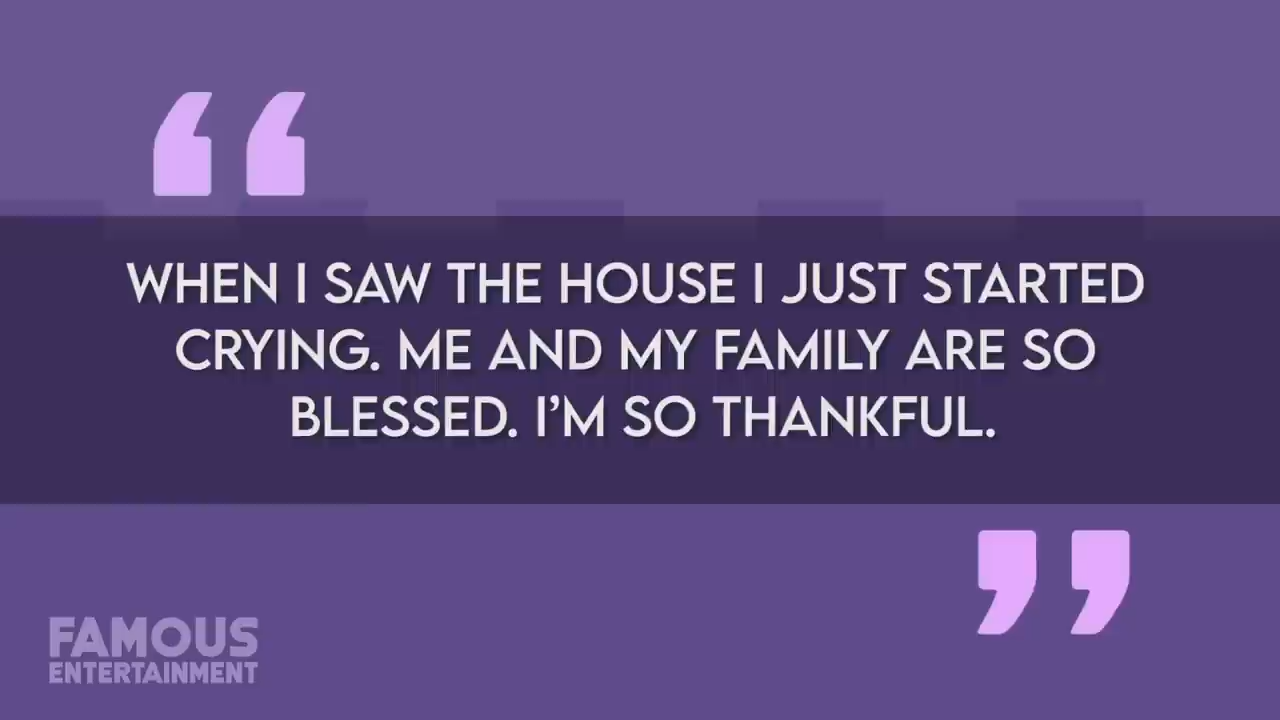 “
WHEN I SAW THE HOUSE I JUST STARTED
CRYING. ME AND MY FAMILY ARE SO
BLESSED. I’M SO THANKFUL.
”
FAMOUS
ENTERTAINMENT